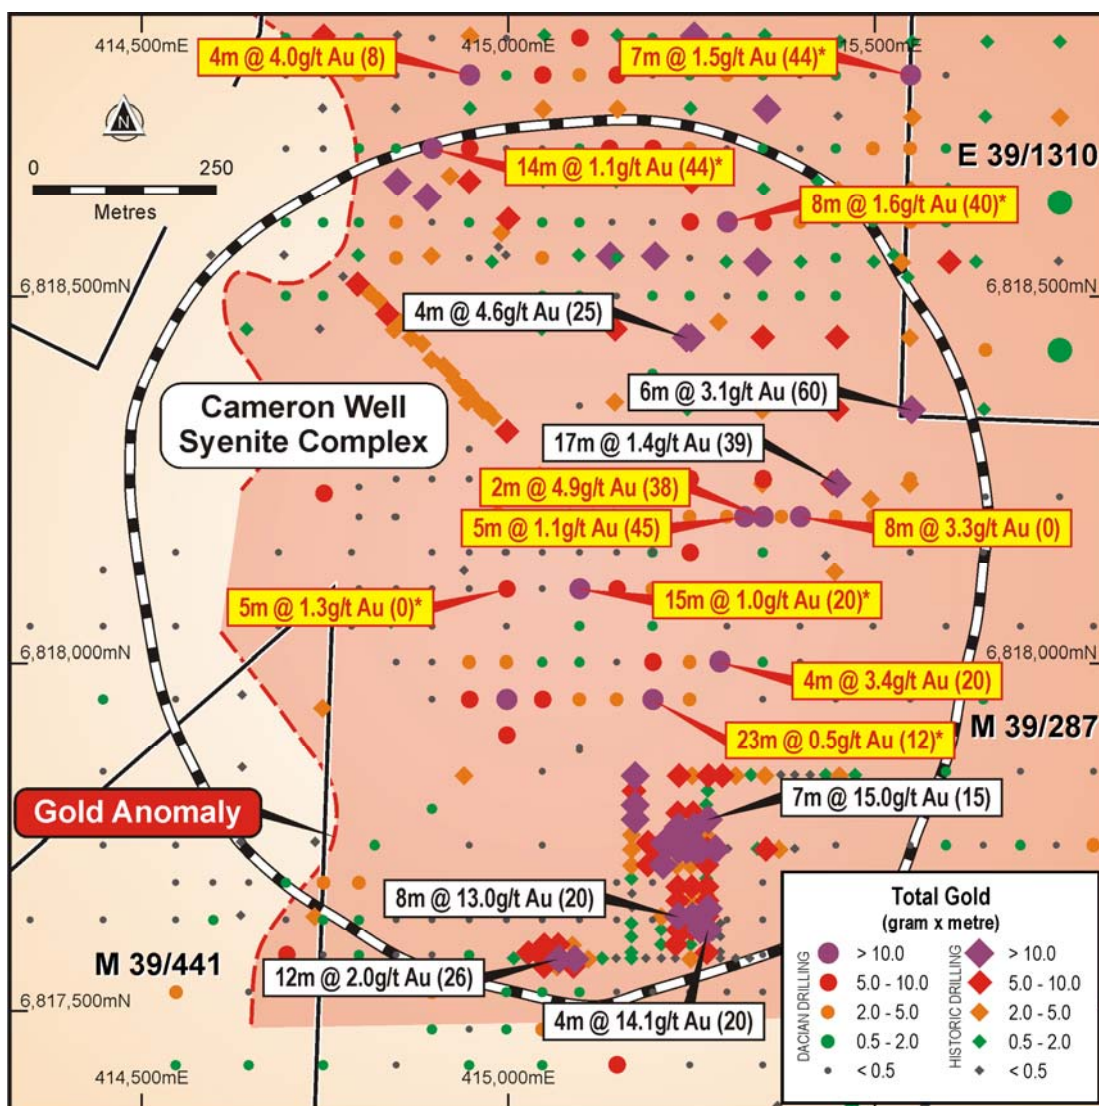 414,500mE
415,000mE
15,500mE
4m @ 4.0g/t Au (8)
7m @ 1.5g/t Au (44)*
N
0
250
Metres
14m @ 1.1g/t Au (44)*
E 39/1310
8m @ 1.6g/t Au (40)*
6,818,500mN
6,818,500mN
4m @ 4.6g/t Au (25)
6m @ 3.1g/t Au (60)
Cameron Well
Syenite Complex
17m @ 1.4g/t Au (39)
2m @ 4.9g/t Au (38)
5m @ 1.1g/t Au (45)
8m @ 3.3g/t Au (0)
5m @ 1.3g/t Au (0)*
15m @ 1.0g/t Au (20)*
6,818,000mN
6,818,000mN
4m @ 3.4g/t Au (20)
23m @ 0.5g/t Au (12)*
M 39/287
7m @ 15.0g/t Au (15)
Gold Anomaly
8m @ 13.0g/t Au (20)
M 39/441
12m @ 2.0g/t Au (26)
6,817,500mN
4m @ 14.1g/t Au (20)
414,500mE
415,000mE
Total Gold
(gram x metre)
DACIAN DRILLING
> 10.0
5.0 - 10.0
2.0 - 5.0
0.5 - 2.0
< 0.5
HISTORIC DRILLING
> 10.0
5.0 - 10.0
2.0 - 5.0
0.5 - 2.0
< 0.5